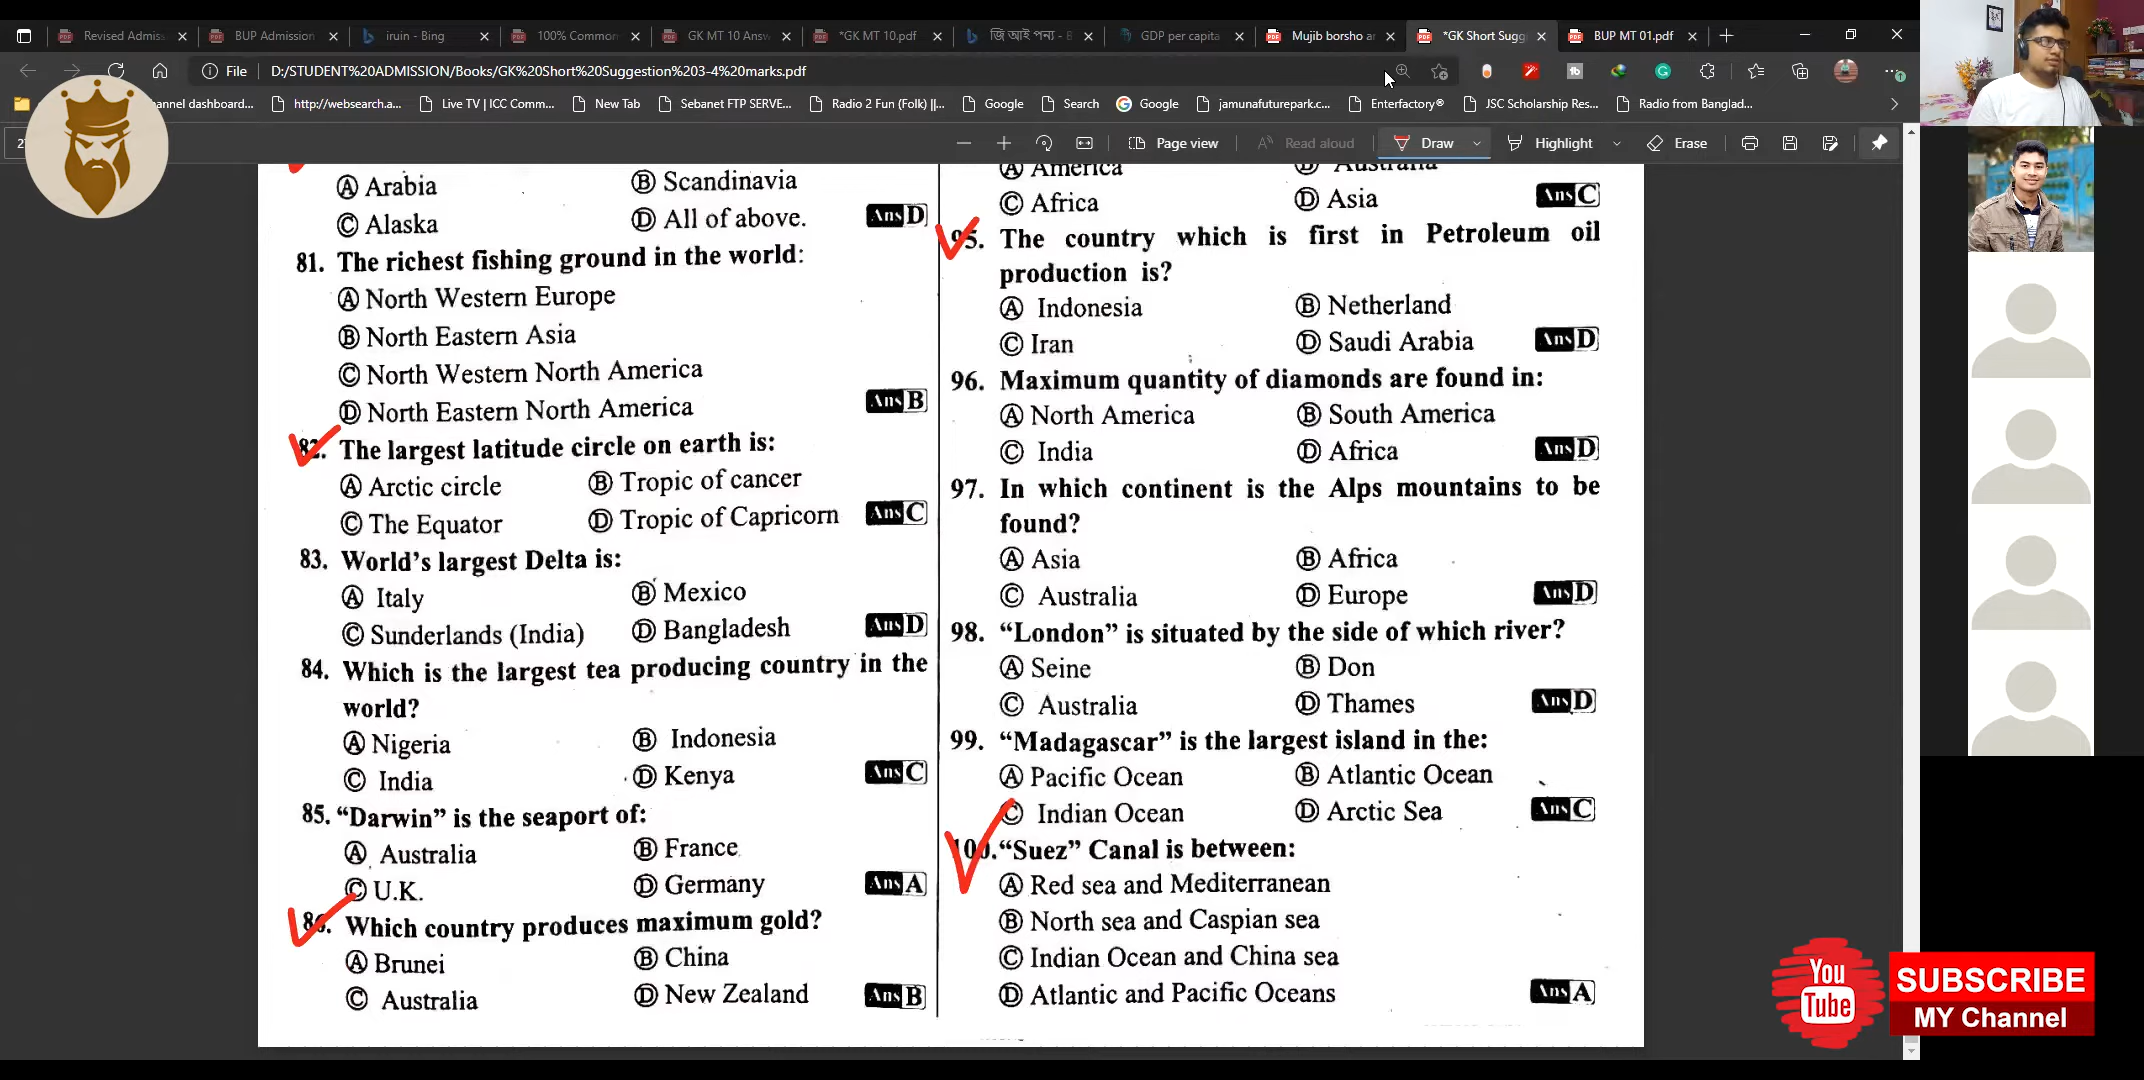 Revised Admis
BUP Admission
iruin - Bing
100% Common
GK MT 10 Answ
*GK MT 10.pdf
জি আই পন্য - B
GDP per capita
Mujib borsho an
*GK Short Sugg
BUP MT 01.pdf
File
D:/STUDENT%20ADMISSION/Books/GK%20Short%20Suggestion%203-4%20marks.pdf
hannel dashboard...
http://websearch.a...
Live TV | ICC Comm...
New Tab
Sebanet FTP SERVE...
Radio 2 Fun (Folk) ||...
Google
Search
Google
jamunafuturepark.c...
Enterfactory®
JSC Scholarship Res...
Radio from Banglad...
Page view
Read aloud
Draw
Highlight
Erase
Ⓐ Arabia Ⓑ Scandinavia
Ⓒ Alaska Ⓓ All of above. Ans D
81. The richest fishing ground in the world:
Ⓐ North Western Europe
Ⓑ North Eastern Asia
Ⓒ North Western North America
Ⓓ North Eastern North America Ans B
82. The largest latitude circle on earth is:
Ⓐ Arctic circle Ⓑ Tropic of cancer
Ⓒ The Equator Ⓓ Tropic of Capricorn Ans C
83. World's largest Delta is:
Ⓐ Italy Ⓑ Mexico
Ⓒ Sunderlands (India) Ⓓ Bangladesh Ans D
84. Which is the largest tea producing country in the
world?
Ⓐ Nigeria Ⓑ Indonesia
Ⓒ India Ⓓ Kenya Ans C
85. “Darwin” is the seaport of:
Ⓐ Australia Ⓑ France
Ⓒ U.K. Ⓓ Germany Ans A
86. Which country produces maximum gold?
Ⓐ Brunei Ⓑ China
Ⓒ Australia Ⓓ New Zealand Ans B
Ⓐ America Ⓑ Australia
Ⓒ Africa Ⓓ Asia Ans C
95. The country which is first in Petroleum oil
production is?
Ⓐ Indonesia Ⓑ Netherland
Ⓒ Iran Ⓓ Saudi Arabia Ans D
96. Maximum quantity of diamonds are found in:
Ⓐ North America Ⓑ South America
Ⓒ India Ⓓ Africa Ans D
97. In which continent is the Alps mountains to be
found?
Ⓐ Asia Ⓑ Africa
Ⓒ Australia Ⓓ Europe Ans D
98. “London” is situated by the side of which river?
Ⓐ Seine Ⓑ Don
Ⓒ Australia Ⓓ Thames Ans D
99. “Madagascar” is the largest island in the:
Ⓐ Pacific Ocean Ⓑ Atlantic Ocean
Ⓒ Indian Ocean Ⓓ Arctic Sea Ans C
100. “Suez” Canal is between:
Ⓐ Red sea and Mediterranean
Ⓑ North sea and Caspian sea
Ⓒ Indian Ocean and China sea
Ⓓ Atlantic and Pacific Oceans Ans A
You
Tube
SUBSCRIBE
MY Channel